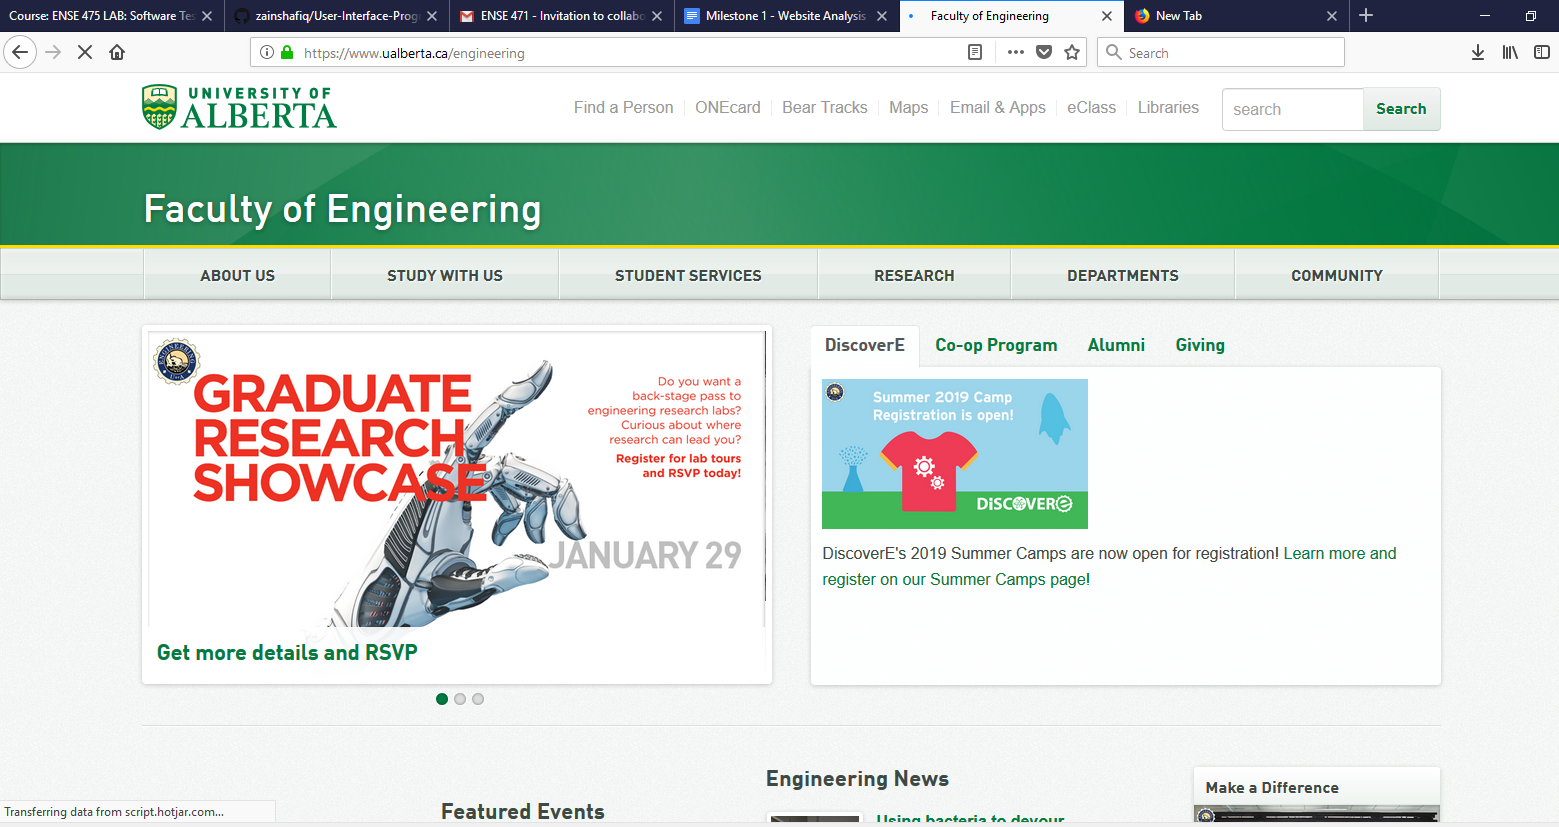 Course: ENSE 475 LAB: Software Tes
zainshafiq/User-Interface-Prog
ENSE 471 - Invitation to collabo
Milestone 1 - Website Analysis
Faculty of Engineering
New Tab
https://www.ualberta.ca/engineering
Search
UNIVERSITY OF
ALBERTA
Find a Person
ONEcard
Bear Tracks
Maps
Email & Apps
eClass
Libraries
search
Search
Faculty of Engineering
ABOUT US
STUDY WITH US
STUDENT SERVICES
RESEARCH
DEPARTMENTS
COMMUNITY
ENGINEERING
GRADUATE
RESEARCH
SHOWCASE
Do you want a
back-stage pass to
engineering research labs?
Curious about where
research can lead you?
Register for lab tours
and RSVP today!
JANUARY 29
Get more details and RSVP
DiscoverE
Co-op Program
Alumni
Giving
Summer 2019 Camp
Registration is open!
DiSCOVERE
DiscoverE's 2019 Summer Camps are now open for registration! Learn more and
register on our Summer Camps page!
Featured Events
Engineering News
Using bacteria to devour
Make a Difference
Transferring data from script.hotjar.com...